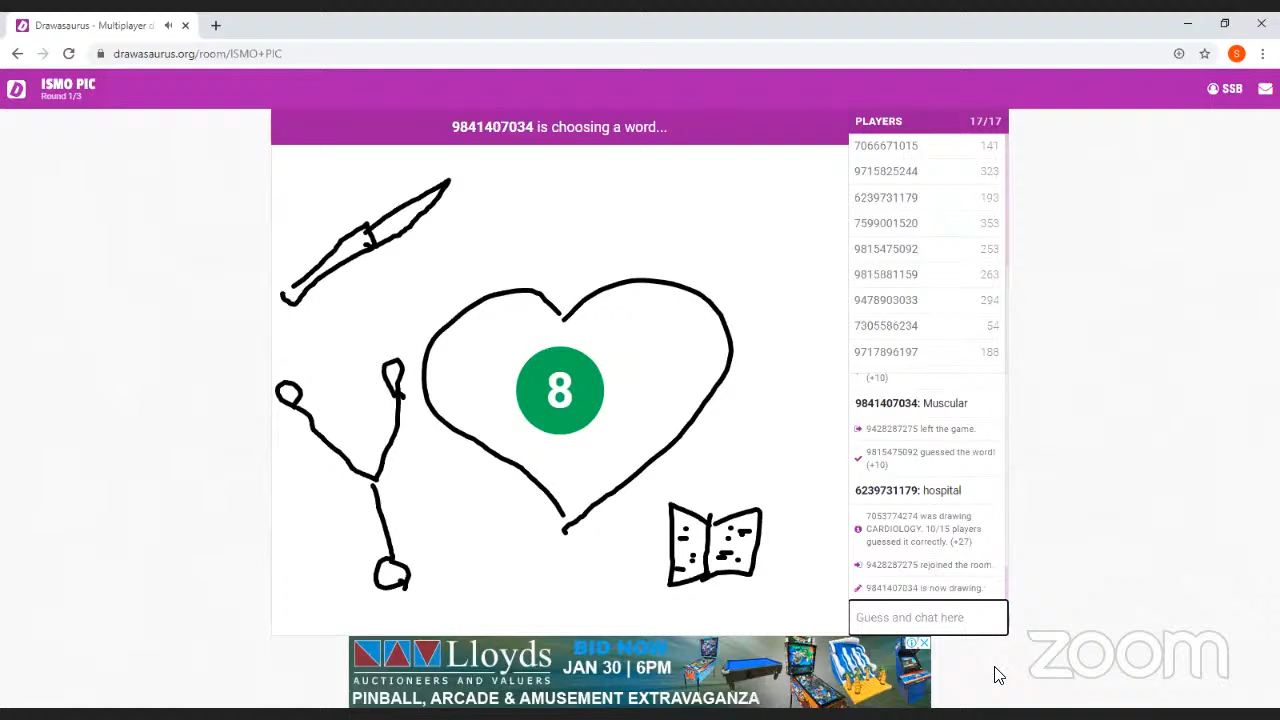 Drawasaurus - Multiplayer d
drawasaurus.org/room/ISMO+PIC
S
ISMO PIC
Round 1/3
SSB
9841407034 is choosing a word...
8
PLAYERS 17/17
7066671015 141
9715825244 323
6239731179 193
7599001520 353
9815475092 253
9815881159 263
9478903033 294
7305586234 54
9717896197 188
(+10)
9841407034: Muscular
9428287275 left the game.
9815475092 guessed the word!
(+10)
6239731179: hospital
7053774274 was drawing
CARDIOLOGY. 10/15 players
guessed it correctly. (+27)
9428287275 rejoined the room.
9841407034 is now drawing.
Guess and chat here
Lloyds
AUCTIONEERS AND VALUERS
BID NOW
JAN 30 | 6PM
PINBALL, ARCADE & AMUSEMENT EXTRAVAGANZA
zoom